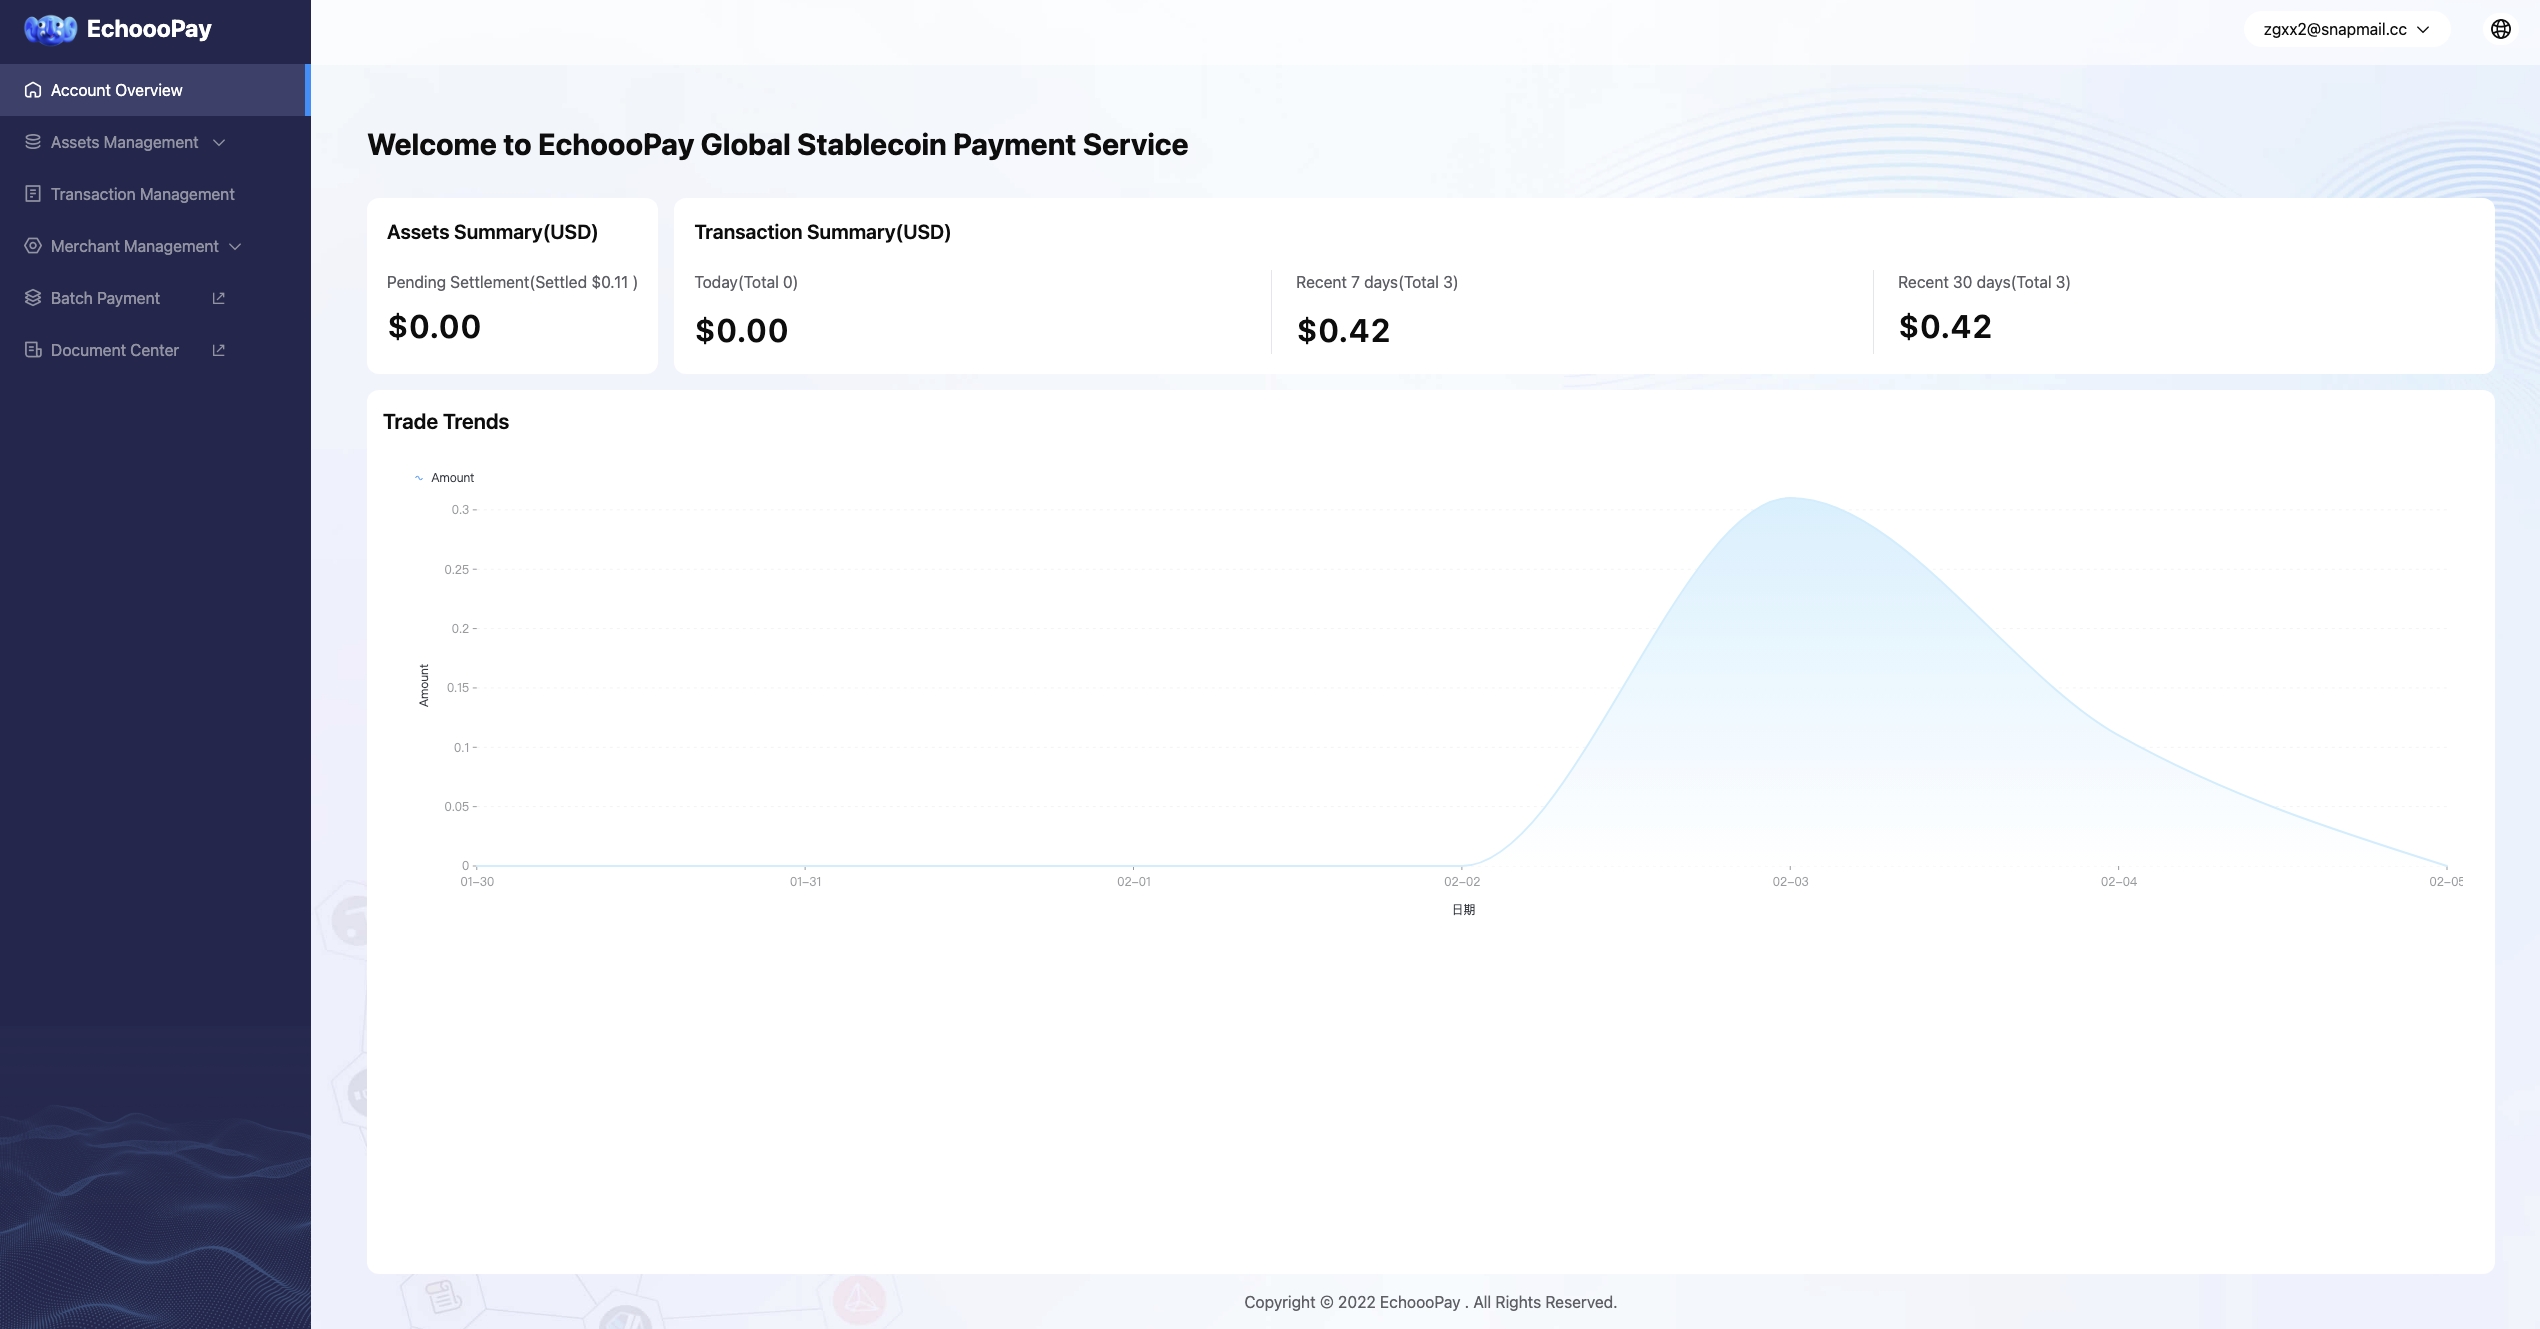 EchoooPay
zgxx2@snapmail.cc
Account Overview
Assets Management
Transaction Management
Merchant Management
Batch Payment
Document Center
Welcome to EchoooPay Global Stablecoin Payment Service
Assets Summary(USD)
Pending Settlement(Settled $0.11 )
$0.00
Transaction Summary(USD)
Today(Total 0)
$0.00
Recent 7 days(Total 3)
$0.42
Recent 30 days(Total 3)
$0.42
Trade Trends
Amount
0.3
0.25
0.2
0.15
0.1
0.05
0
Amount
01-30
01-31
02-01
02-02
02-03
02-04
日期
Copyright © 2022 EchoooPay . All Rights Reserved.